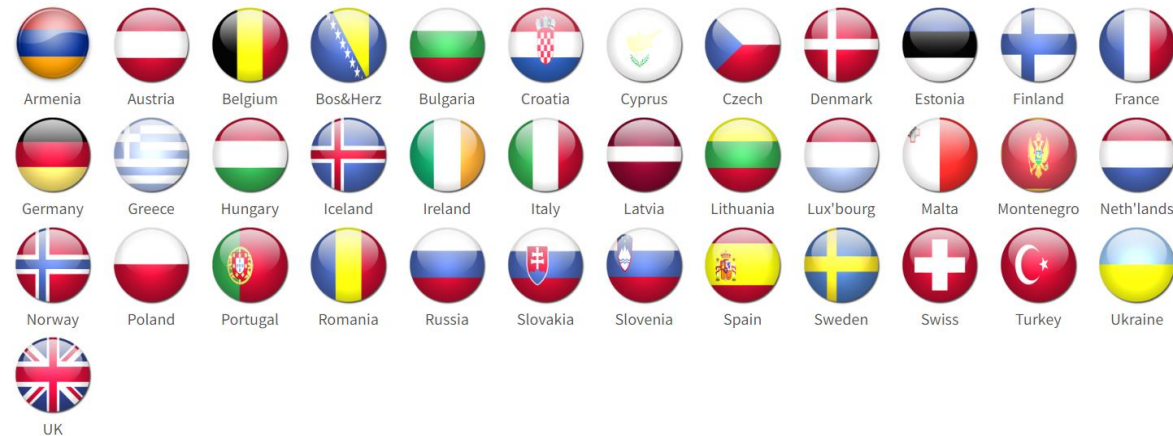 Armenia Austria Belgium Bos&Herz Bulgaria Croatia Cyprus Czech Denmark Estonia Finland France
Germany Greece Hungary Iceland Ireland Italy Latvia Lithuania Lux'bourg Malta Montenegro Neth'lands
Norway Poland Portugal Romania Russia Slovakia Slovenia Spain Sweden Swiss Turkey Ukraine
UK